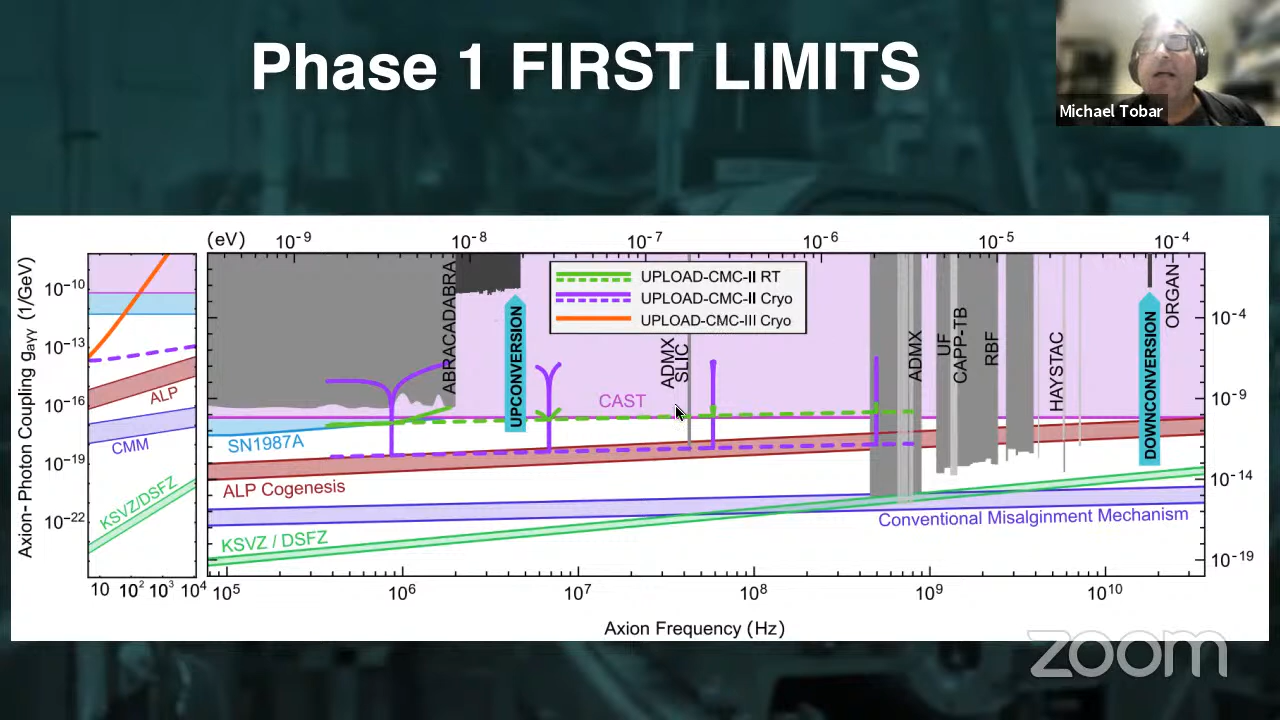 Phase 1 FIRST LIMITS
Michael Tobar
(eV) 10⁻⁹ 10⁻⁸ 10⁻⁷ 10⁻⁶ 10⁻⁵ 10⁻⁴
UPLOAD-CMC-II RT
UPLOAD-CMC-II Cryo
UPLOAD-CMC-III Cryo
Axion- Photon Coupling gaγγ (1/GeV)
10⁻¹⁰
10⁻¹³
10⁻¹⁶
10⁻¹⁹
10⁻²²
ALP
CMM
KSVZ/DSFZ
ABRACADABRA
UPCONVERSION
ADMX
SLIC
CAST
ADMX
UF
CAPP-TB
RBF
HAYSTAC
DOWNCONVERSION
ORGAN
SN1987A
ALP Cogenesis
KSVZ / DSFZ
Conventional Misalginment Mechanism
10⁻⁴
10⁻⁹
10⁻¹⁴
10⁻¹⁹
10 10² 10³ 10⁴ 10⁵ 10⁶ 10⁷ 10⁸ 10⁹ 10¹⁰
Axion Frequency (Hz)
zoom